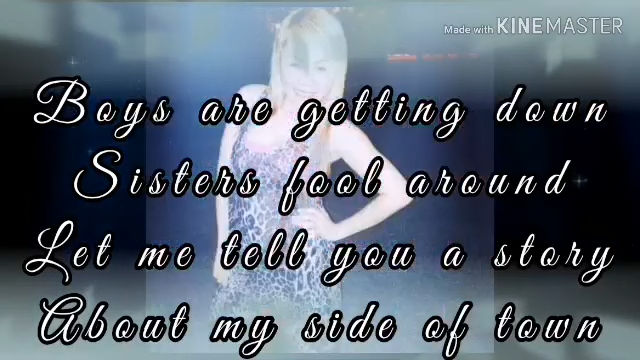 Made with KINEMASTER
Boys are getting down
Sisters fool around
Let me tell you a story
About my side of town